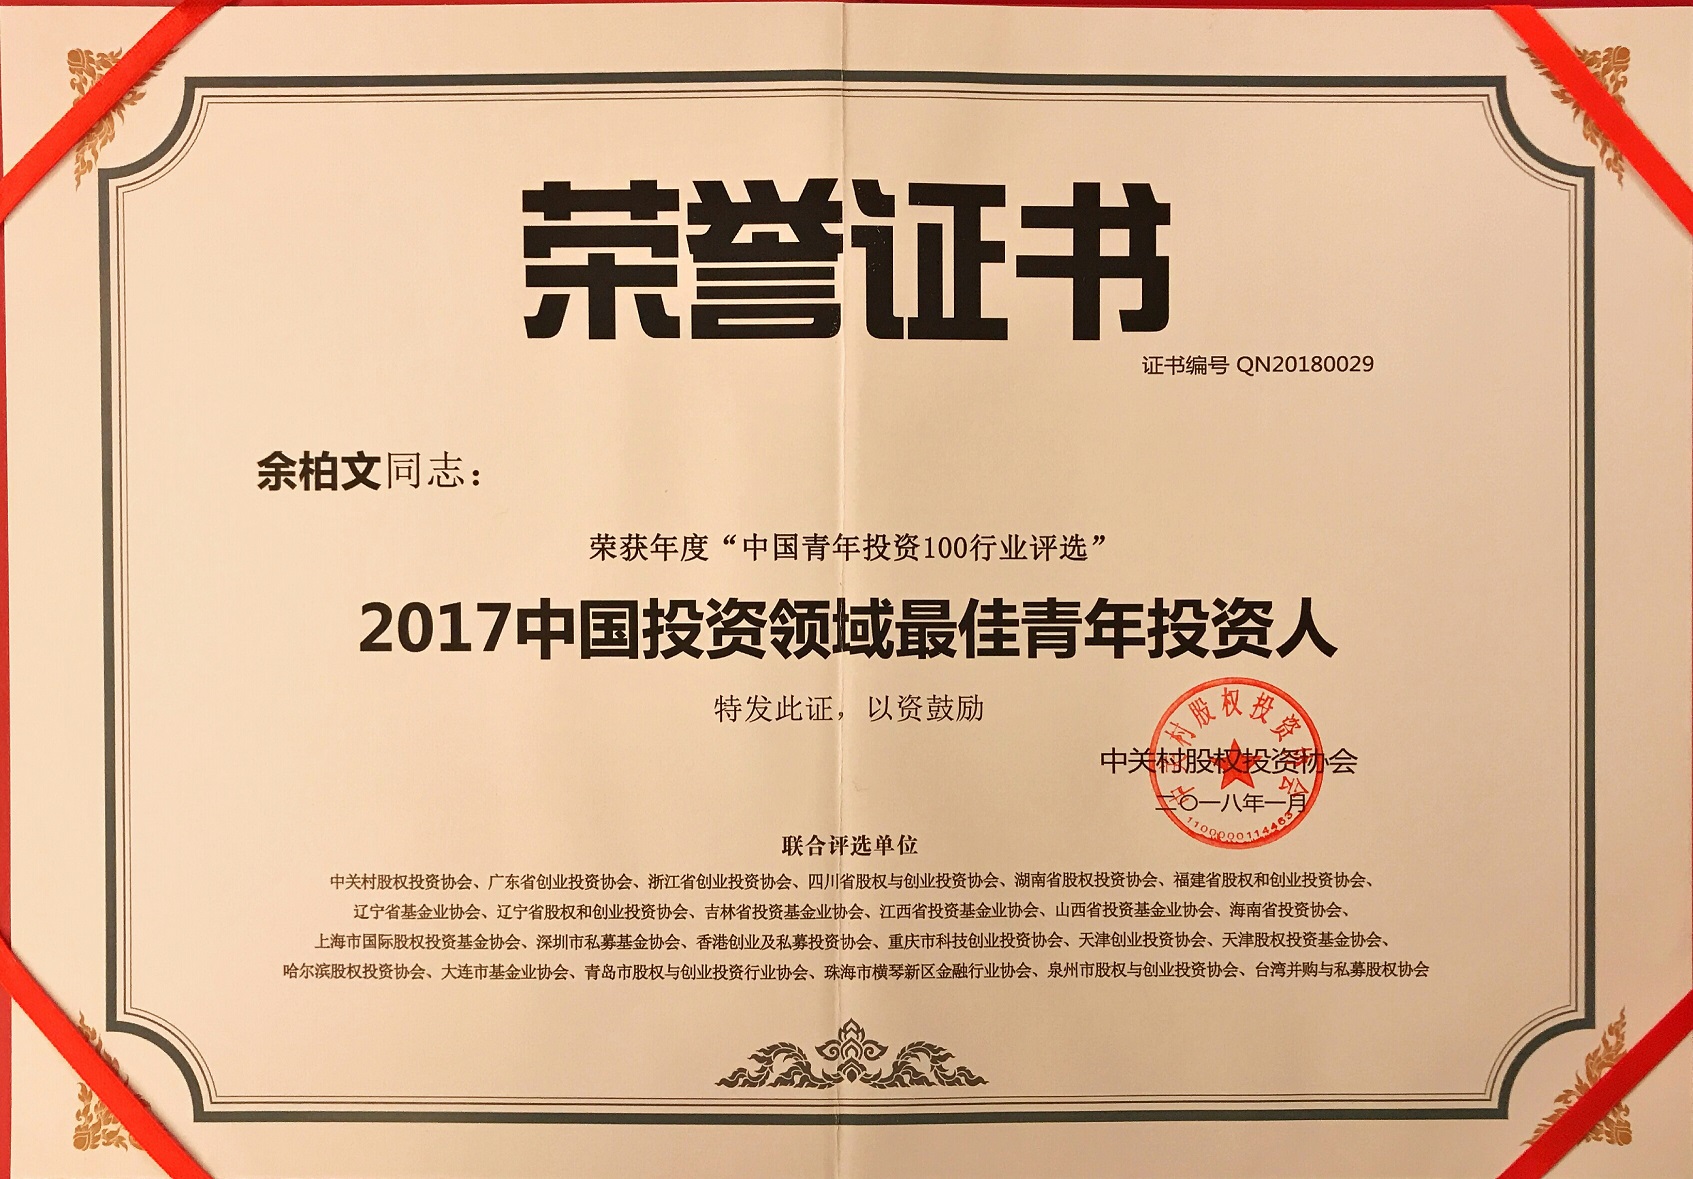 荣誉证书
证书编号 QN20180029
余柏文同志：
荣获年度“中国青年投资100行业评选”
2017中国投资领域最佳青年投资人
特发此证，以资鼓励
中关村股权投资协会
二〇一八年一月
中关村股权投资协会
1100000114463
联合评选单位
中关村股权投资协会、广东省创业投资协会、浙江省创业投资协会、四川省股权与创业投资协会、湖南省股权投资协会、福建省股权和创业投资协会、
辽宁省基金业协会、辽宁省股权和创业投资协会、吉林省投资基金业协会、江西省投资基金业协会、山西省投资基金业协会、海南省投资协会、
上海市国际股权投资基金协会、深圳市私募基金协会、香港创业及私募投资协会、重庆市科技创业投资协会、天津创业投资协会、天津股权投资基金协会、
哈尔滨股权投资协会、大连市基金业协会、青岛市股权与创业投资行业协会、珠海市横琴新区金融行业协会、泉州市股权与创业投资协会、台湾并购与私募股权协会